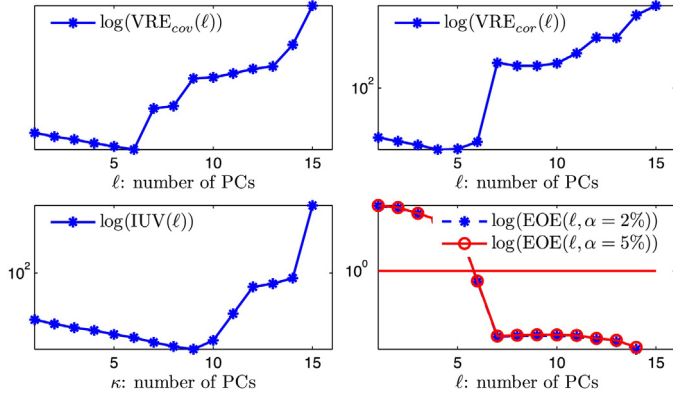 log(VRE_cov(ℓ))
5 10 15
ℓ: number of PCs
log(VRE_cor(ℓ))
10^2
5 10 15
ℓ: number of PCs
log(IUV(ℓ))
10^2
5 10 15
κ: number of PCs
log(EOE(ℓ, α = 2%))
log(EOE(ℓ, α = 5%))
10^0
5 10 15
ℓ: number of PCs